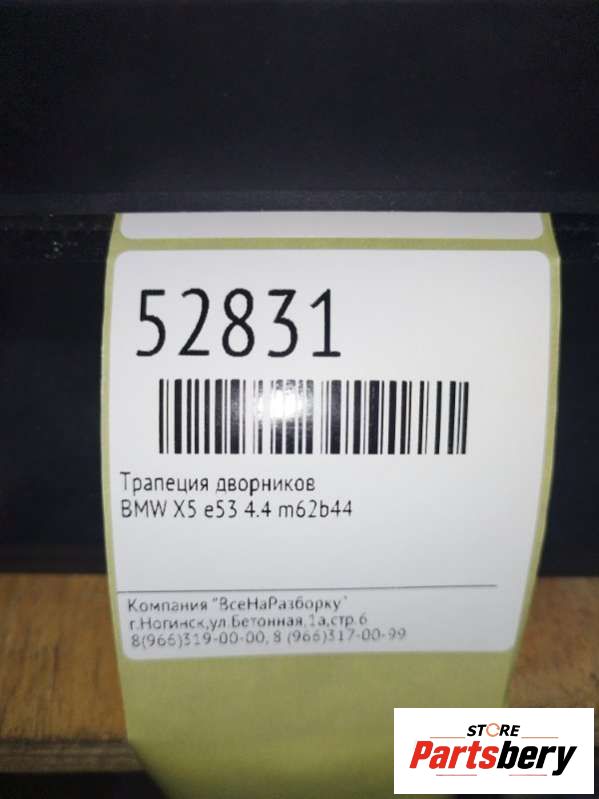 52831
Трапеция дворников
BMW X5 e53 4.4 m62b44
Компания "ВсеНаРазборку"
г.Ногинск,ул.Бетонная,1а,стр.6
8(966)319-00-00, 8 (966)317-00-99
STORE
Partsbery